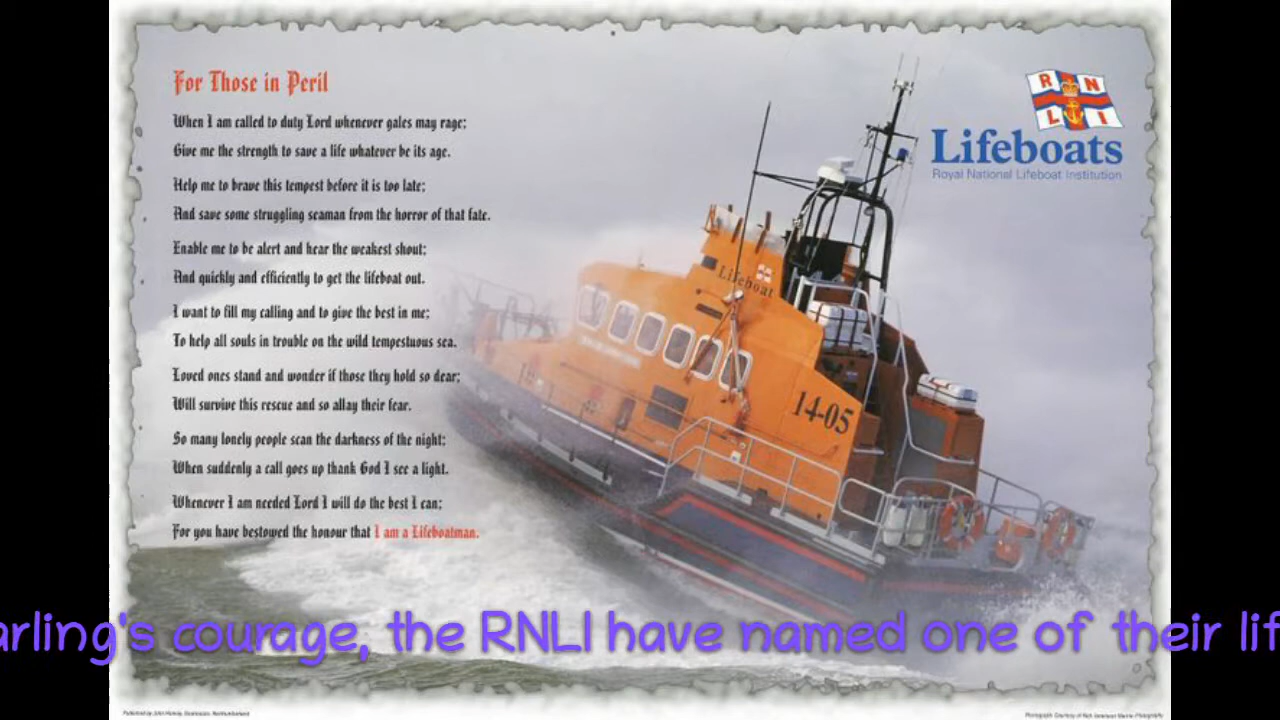 For Those in Peril
When I am called to duty Lord whenever gales may rage;
Give me the strength to save a life whatever be its age.
Help me to brave this tempest before it is too late;
And save some struggling seaman from the horror of that fate.
Enable me to be alert and hear the weakest shout;
And quickly and efficiently to get the lifeboat out.
I want to fill my calling and to give the best in me;
To help all souls in trouble on the wild tempestuous sea.
Loved ones stand and wonder if those they hold so dear;
Will survive this rescue and so allay their fear.
So many lonely people scan the darkness of the night;
When suddenly a call goes up thank God I see a light.
Whenever I am needed Lord I will do the best I can;
For you have bestowed the honour that I am a Lifeboatman.
R N
L I
Lifeboats
Royal National Lifeboat Institution
Lifeboat
14-05
arling's courage, the RNLI have named one of their lif